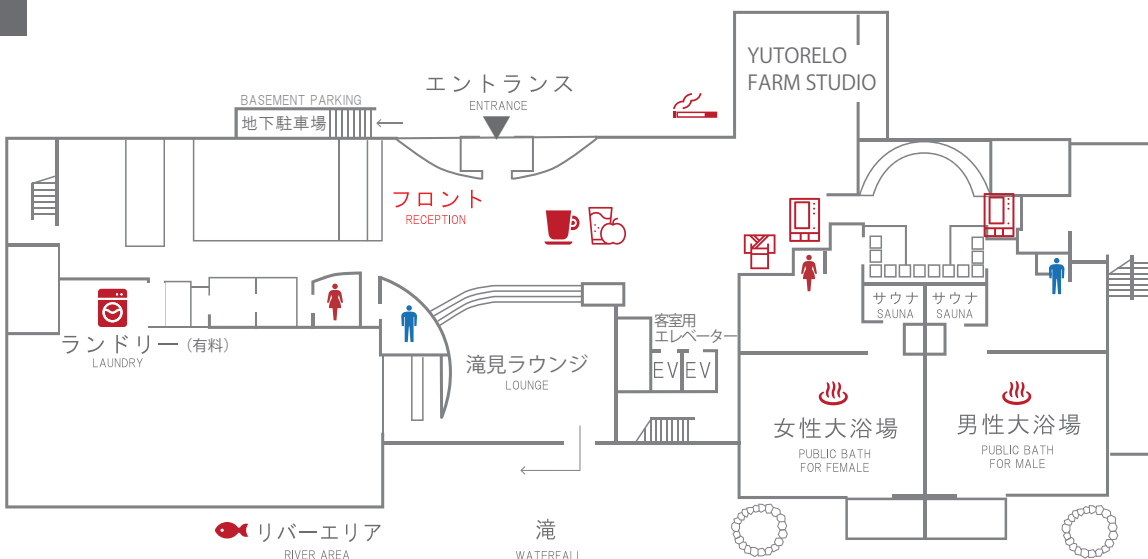 YUTORELO
FARM STUDIO
エントランス
ENTRANCE
BASEMENT PARKING
地下駐車場
フロント
RECEPTION
サウナ
SAUNA
サウナ
SAUNA
客室用
エレベーター
EV
EV
ランドリー (有料)
LAUNDRY
滝見ラウンジ
LOUNGE
女性大浴場
PUBLIC BATH
FOR FEMALE
男性大浴場
PUBLIC BATH
FOR MALE
リバーエリア
RIVER AREA
滝
WATERFALL